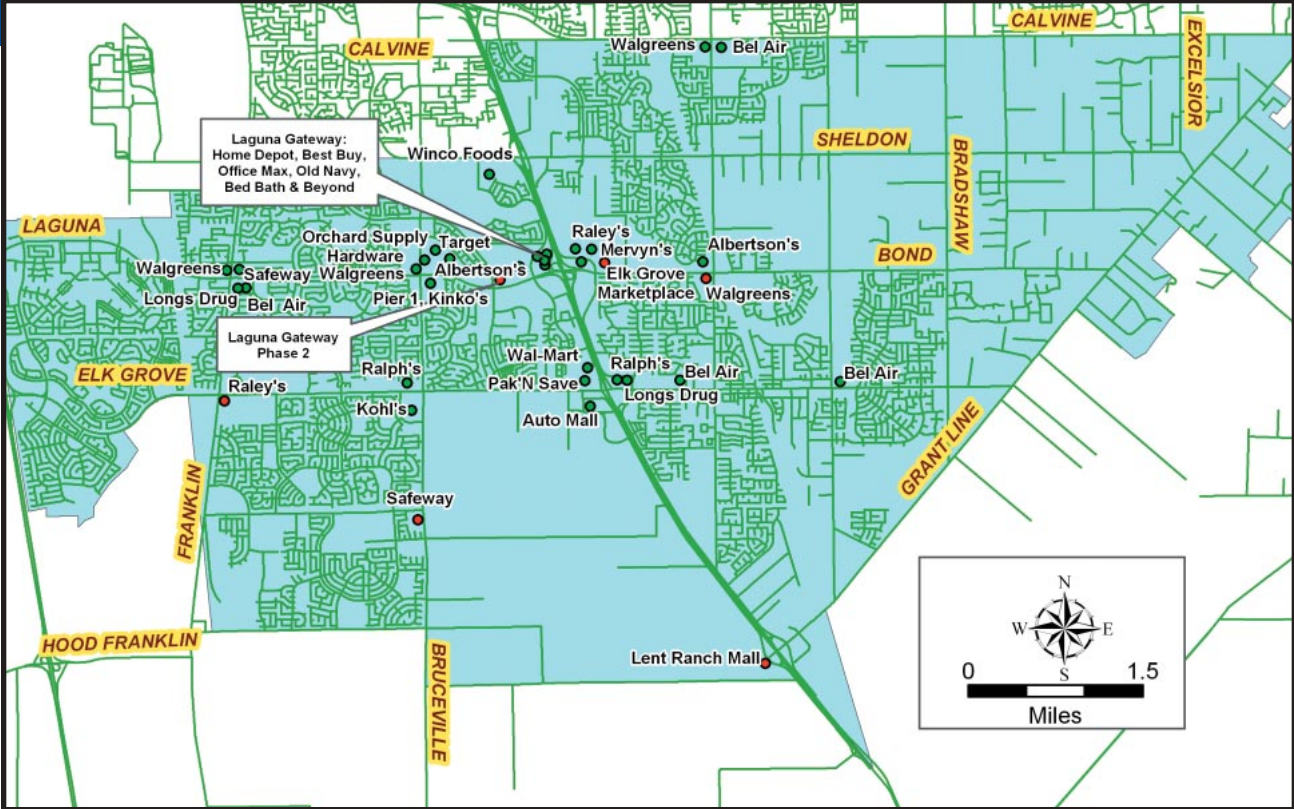 CALVINE
CALVINE
EXCELSIOR
Walgreens
Bel Air
Laguna Gateway:
Home Depot, Best Buy,
Office Max, Old Navy,
Bed Bath & Beyond
Winco Foods
SHELDON
BRADSHAW
LAGUNA
Orchard Supply
Hardware
Target
Raley's
Mervyn's
Albertson's
BOND
Walgreens
Safeway
Walgreens
Albertson's
Elk Grove
Marketplace
Walgreens
Longs Drug
Bel Air
Pier 1, Kinko's
Laguna Gateway
Phase 2
ELK GROVE
Raley's
Ralph's
Kohl's
Wal-Mart
Pak'N Save
Auto Mall
Ralph's
Longs Drug
Bel Air
Bel Air
GRANT LINE
FRANKLIN
Safeway
HOOD FRANKLIN
BRUCEVILLE
Lent Ranch Mall
N
W
E
S
0
1.5
Miles